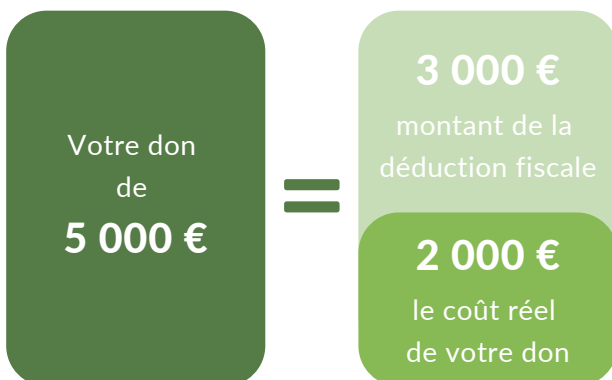 Votre don
de
5 000 €
=
3 000 €
montant de la
déduction fiscale
2 000 €
le coût réel
de votre don